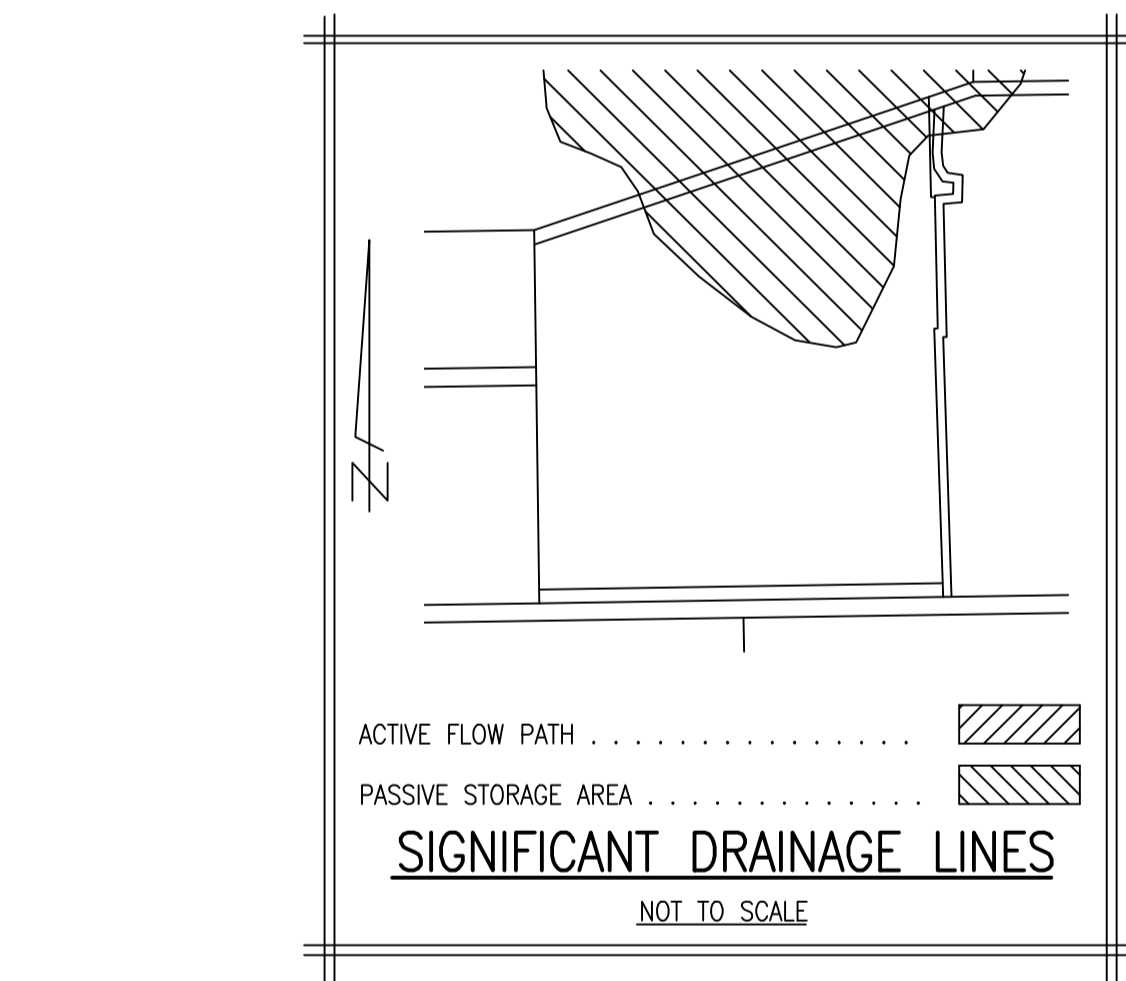 N
ACTIVE FLOW PATH . . . . . . . . . . . . . . .
PASSIVE STORAGE AREA . . . . . . . . . . . . .
SIGNIFICANT DRAINAGE LINES
NOT TO SCALE